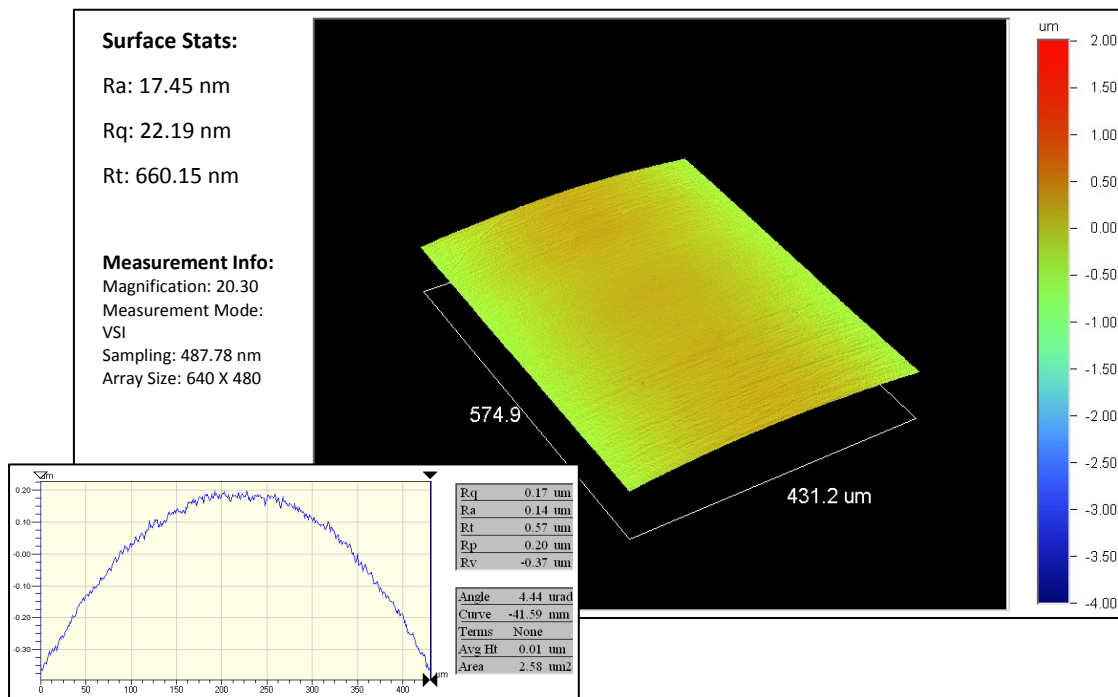 Surface Stats:
Ra: 17.45 nm
Rq: 22.19 nm
Rt: 660.15 nm
Measurement Info:
Magnification: 20.30
Measurement Mode:
VSI
Sampling: 487.78 nm
Array Size: 640 X 480
574.9
431.2 um
um
2.00
1.50
1.00
0.50
0.00
-0.50
-1.00
-1.50
-2.00
-2.50
-3.00
-3.50
-4.00
um
0.20
0.10
-0.00
-0.10
-0.20
-0.30
0 50 100 150 200 250 300 350 400
um
Rq 0.17 um
Ra 0.14 um
Rt 0.57 um
Rp 0.20 um
Rv -0.37 um
Angle 4.44 urad
Curve -41.59 mm
Terms None
Avg Ht 0.01 um
Area 2.58 um2